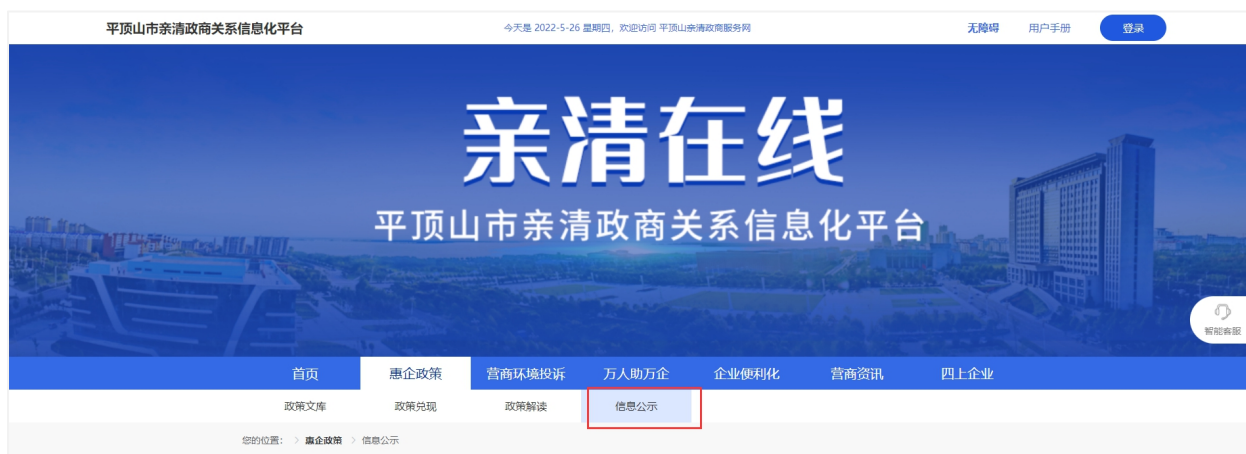 平顶山市亲清政商关系信息化平台 今天是 2022-5-26 星期四，欢迎访问 平顶山亲清政商服务网 无障碍 用户手册 登录
亲清在线
平顶山市亲清政商关系信息化平台
智能客服
首页 惠企政策 营商环境投诉 万人助万企 企业便利化 营商资讯 四上企业
政策文库 政策兑现 政策解读 信息公示
您的位置： > 惠企政策 > 信息公示